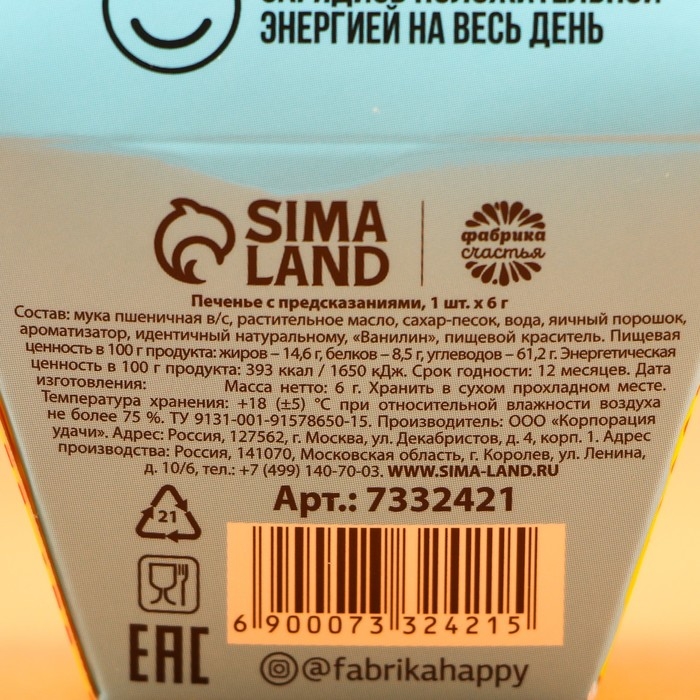 ЭНЕРГИЕЙ НА ВЕСЬ ДЕНЬ
SIMA
LAND
фабрика
счастья
Печенье с предсказаниями, 1 шт. х 6 г
Состав: мука пшеничная в/с, растительное масло, сахар-песок, вода, яичный порошок,
ароматизатор, идентичный натуральному, «Ванилин», пищевой краситель. Пищевая
ценность в 100 г продукта: жиров – 14,6 г, белков – 8,5 г, углеводов – 61,2 г. Энергетическая
ценность в 100 г продукта: 393 ккал / 1650 кДж. Срок годности: 12 месяцев. Дата
изготовления: Масса нетто: 6 г. Хранить в сухом прохладном месте.
Температура хранения: +18 (±5) °С при относительной влажности воздуха
не более 75 %. ТУ 9131-001-91578650-15. Производитель: ООО «Корпорация
удачи». Адрес: Россия, 127562, г. Москва, ул. Декабристов, д. 4, корп. 1. Адрес
производства: Россия, 141070, Московская область, г. Королев, ул. Ленина,
д. 10/6, тел.: +7 (499) 140-70-03. WWW.SIMA-LAND.RU
Арт.: 7332421
21
6 900073 324215
EAC
@fabrikahappy